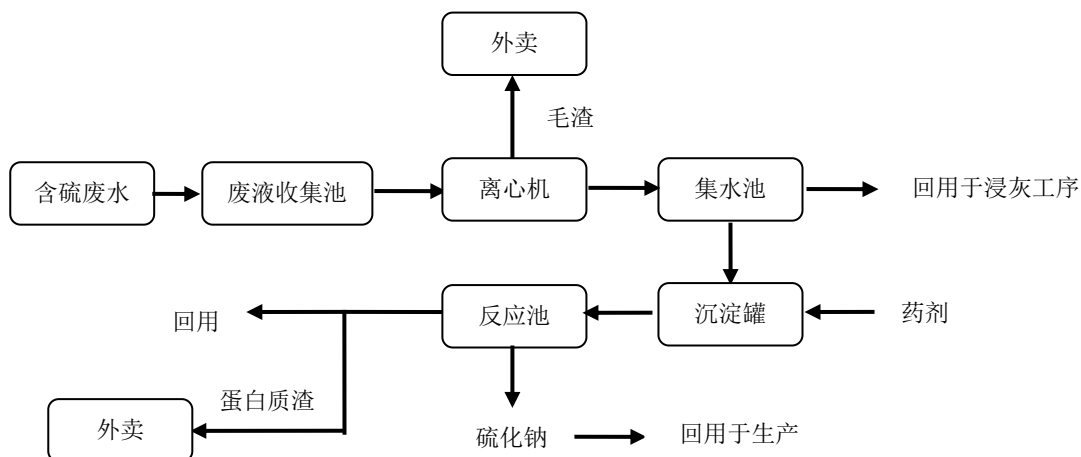 外卖
毛渣
含硫废水
废液收集池
离心机
集水池
回用于浸灰工序
回用
反应池
沉淀罐
药剂
蛋白质渣
外卖
硫化钠
回用于生产